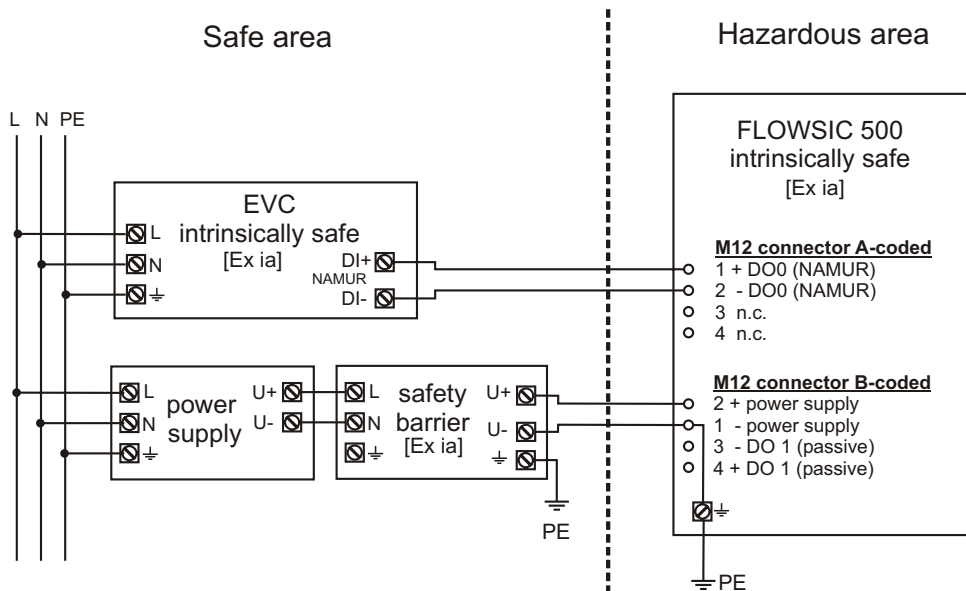 Safe area
Hazardous area
L N PE
FLOWSIC 500
intrinsically safe
[Ex ia]
EVC
intrinsically safe
[Ex ia]
L
N
⏚
DI+
NAMUR
DI-
M12 connector A-coded
1 + DO0 (NAMUR)
2 - DO0 (NAMUR)
3 n.c.
4 n.c.
power
supply
L
N
⏚
U+
U-
safety
barrier
[Ex ia]
L
N
⏚
U+
U-
⏚
PE
M12 connector B-coded
2 + power supply
1 - power supply
3 - DO 1 (passive)
4 + DO 1 (passive)
⏚
PE